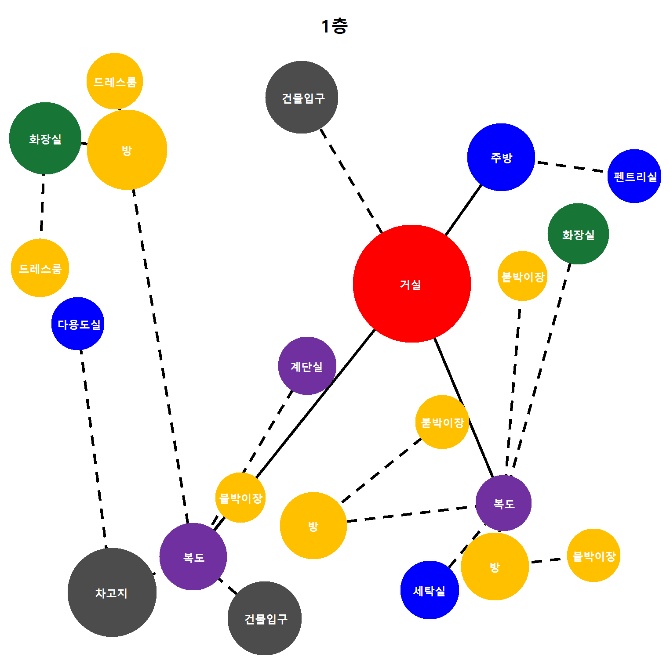 1층
드레스룸
건물입구
화장실
방
주방
펜트리실
화장실
드레스룸
붙박이장
거실
다용도실
계단실
붙박이장
붙박이장
복도
방
복도
붙박이장
방
세탁실
차고지
건물입구